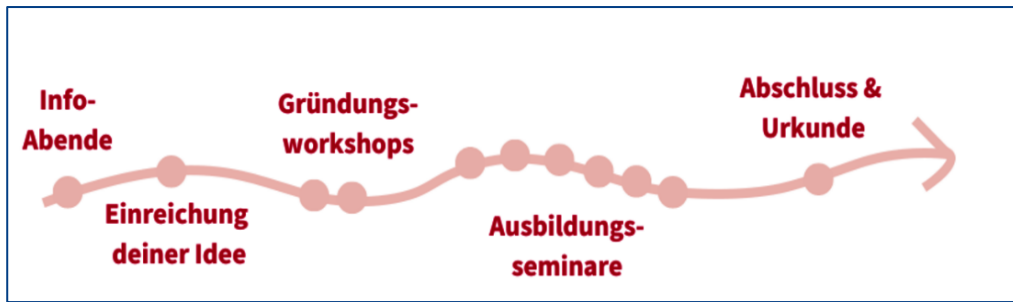 Info-
Abende
Einreichung
deiner Idee
Gründungs-
workshops
Ausbildungs-
seminare
Abschluss &
Urkunde